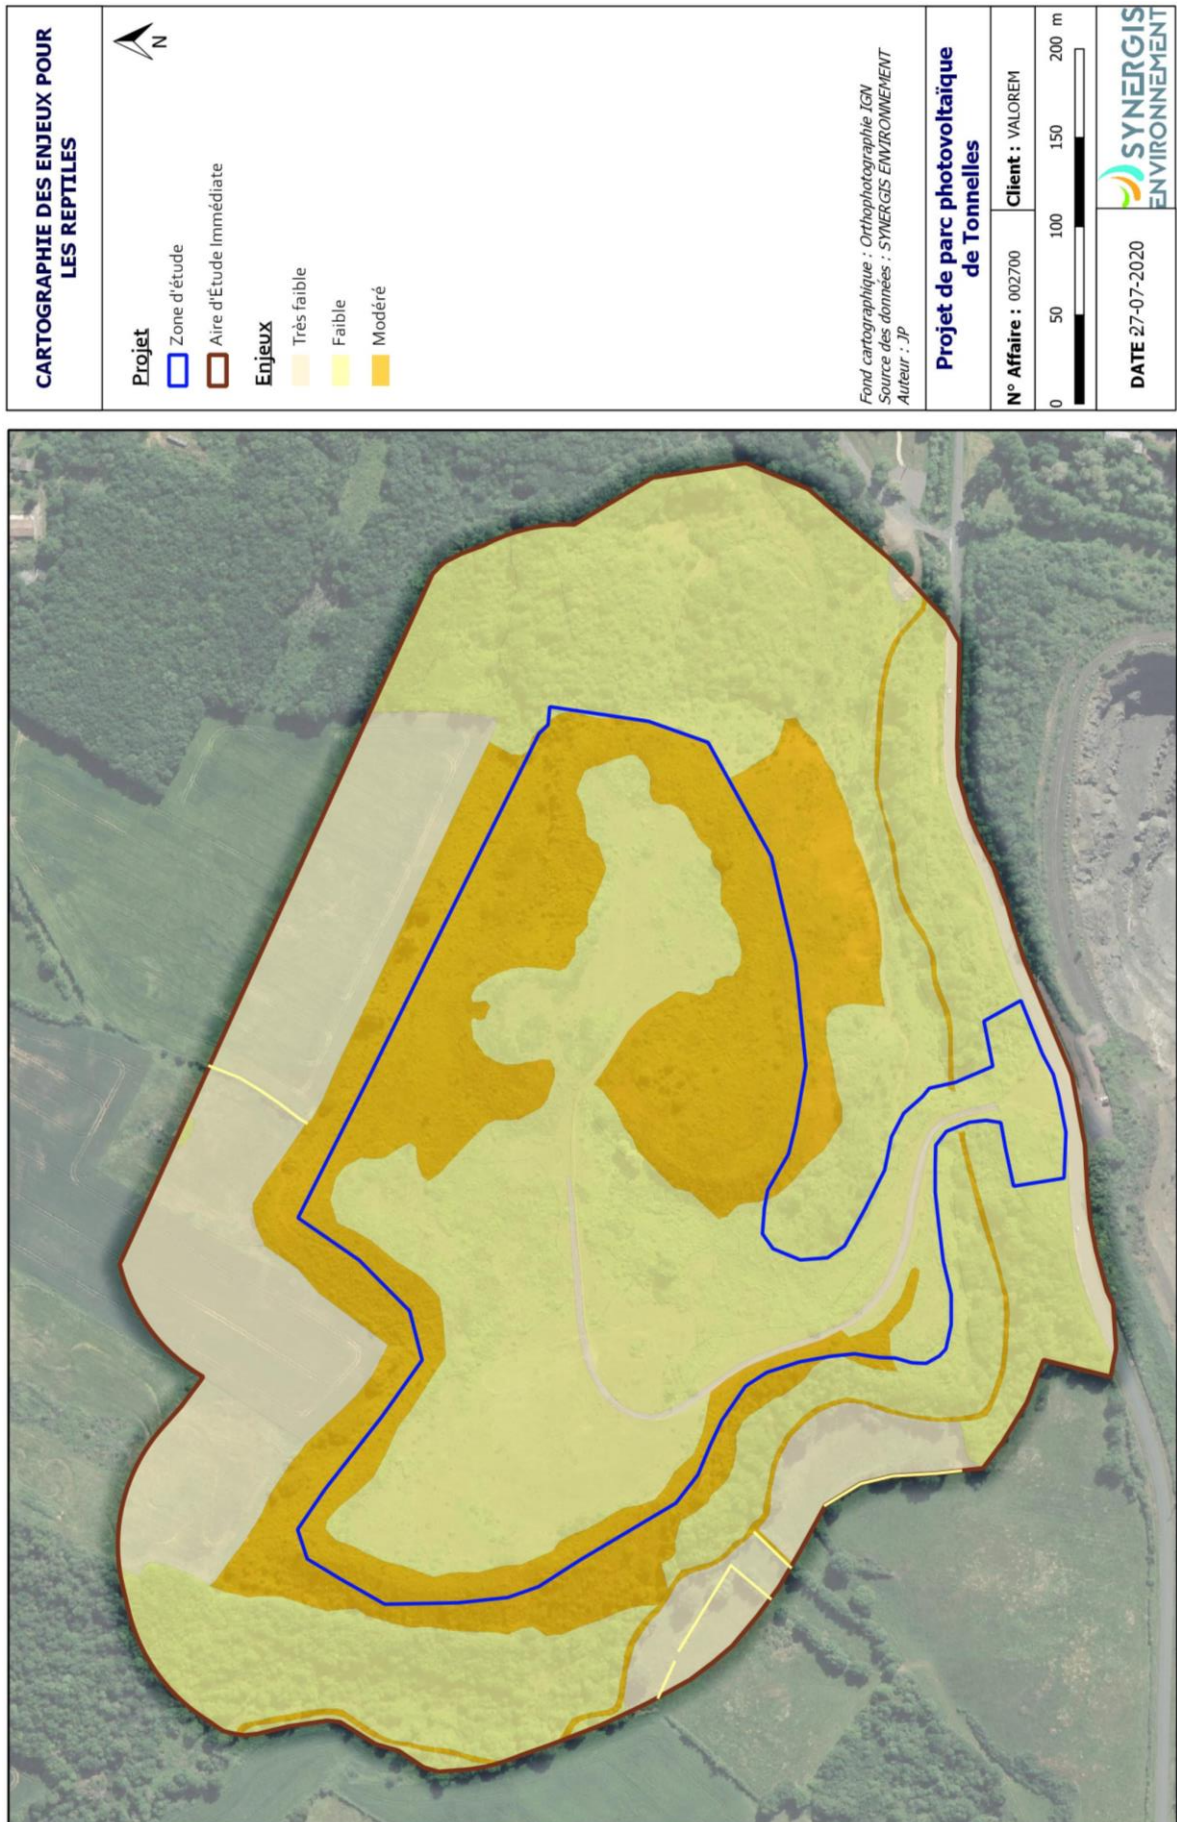 CARTOGRAPHIE DES ENJEUX POUR
LES REPTILES
N
Projet
Zone d'étude
Aire d'Étude Immédiate
Enjeux
Très faible
Faible
Modéré
Fond cartographique : Orthophotographie IGN
Source des données : SYNERGIS ENVIRONNEMENT
Auteur : JP
Projet de parc photovoltaïque
de Tonnelles
N° Affaire : 002700
Client : VALOREM
0 50 100 150 200 m
DATE :27-07-2020
SYNERGIS
ENVIRONNEMENT